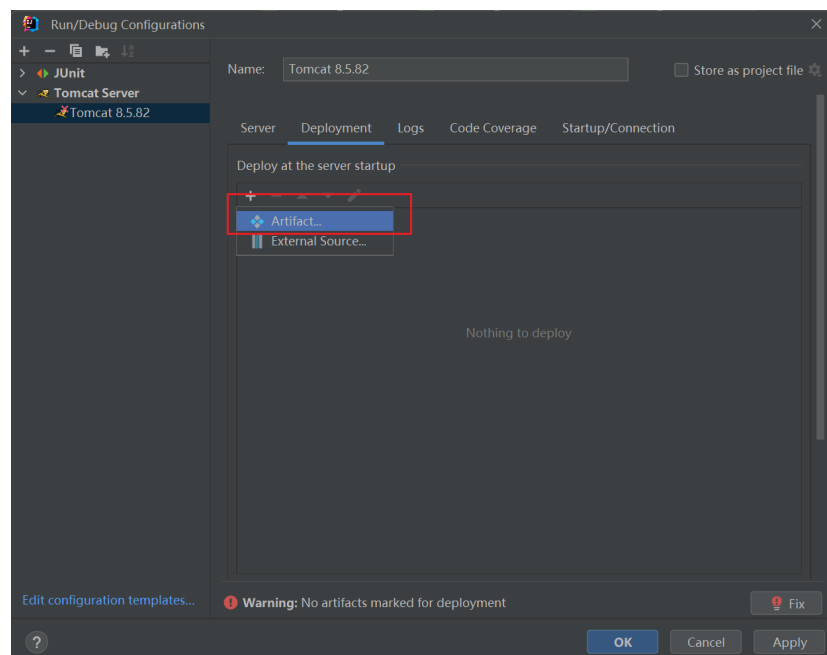 Run/Debug Configurations
JUnit
Tomcat Server
Tomcat 8.5.82
Name: Tomcat 8.5.82 Store as project file
Server Deployment Logs Code Coverage Startup/Connection
Deploy at the server startup
Artifact...
External Source...
Nothing to deploy
Edit configuration templates...
Warning: No artifacts marked for deployment
Fix
? OK Cancel Apply